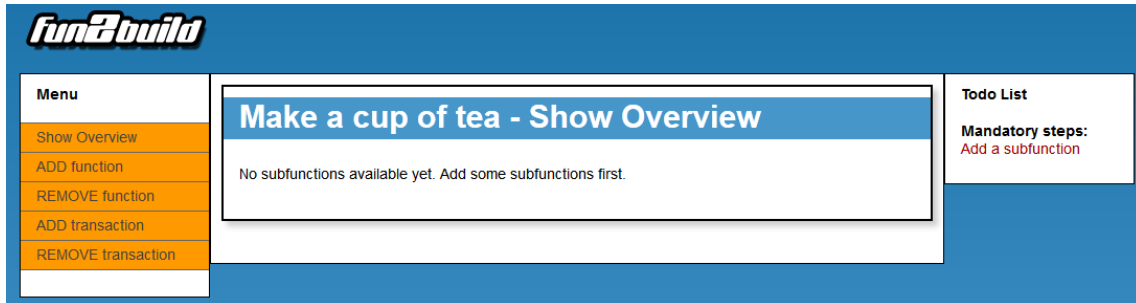 fun2build
Menu
Show Overview
ADD function
REMOVE function
ADD transaction
REMOVE transaction
Make a cup of tea - Show Overview
No subfunctions available yet. Add some subfunctions first.
Todo List
Mandatory steps:
Add a subfunction